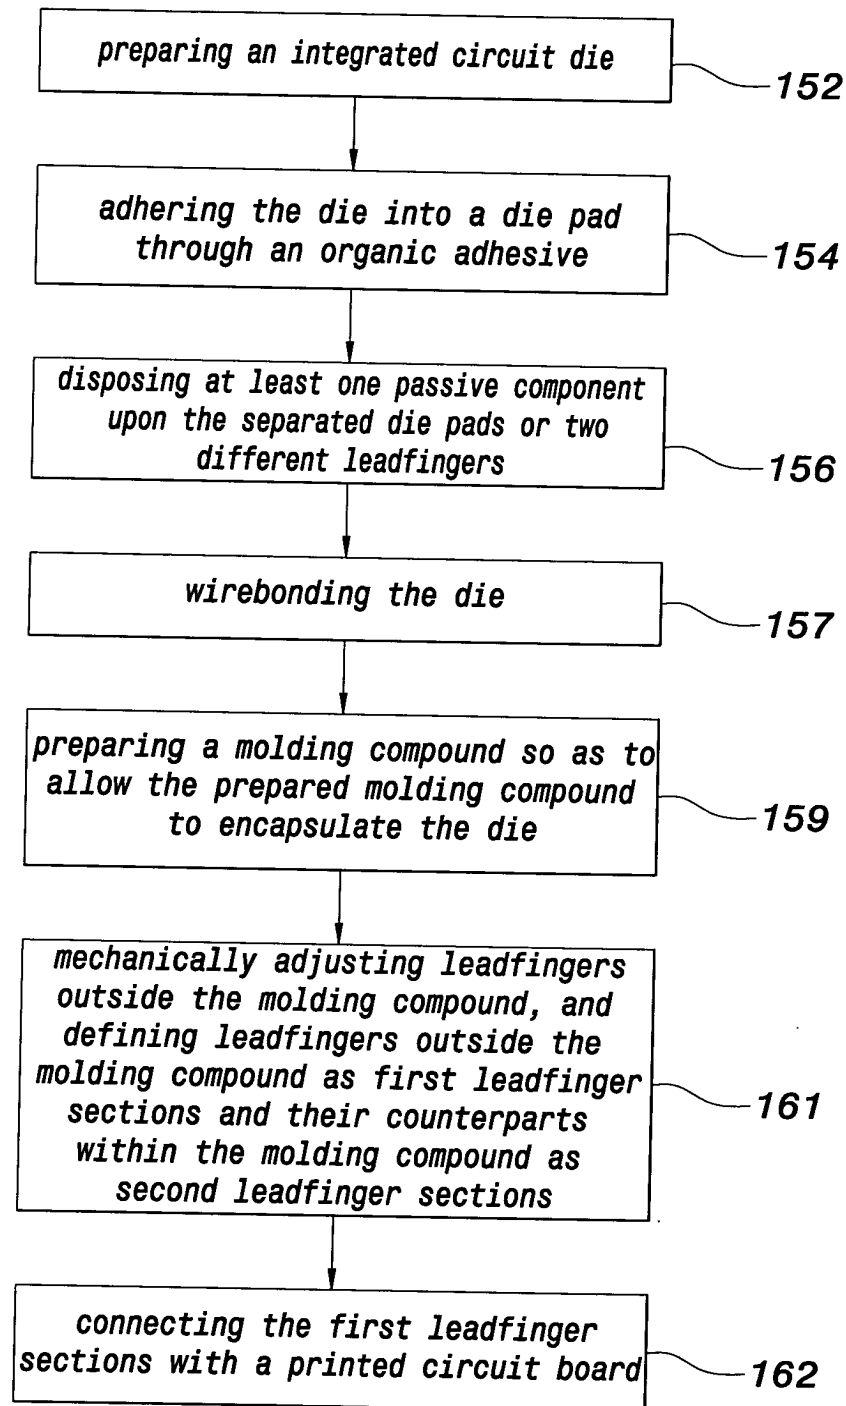 preparing an integrated circuit die
152
adhering the die into a die pad
through an organic adhesive
154
disposing at least one passive component
upon the separated die pads or two
different leadfingers
156
wirebonding the die
157
preparing a molding compound so as to
allow the prepared molding compound
to encapsulate the die
159
mechanically adjusting leadfingers
outside the molding compound, and
defining leadfingers outside the
molding compound as first leadfinger
sections and their counterparts
within the molding compound as
second leadfinger sections
161
connecting the first leadfinger
sections with a printed circuit board
162